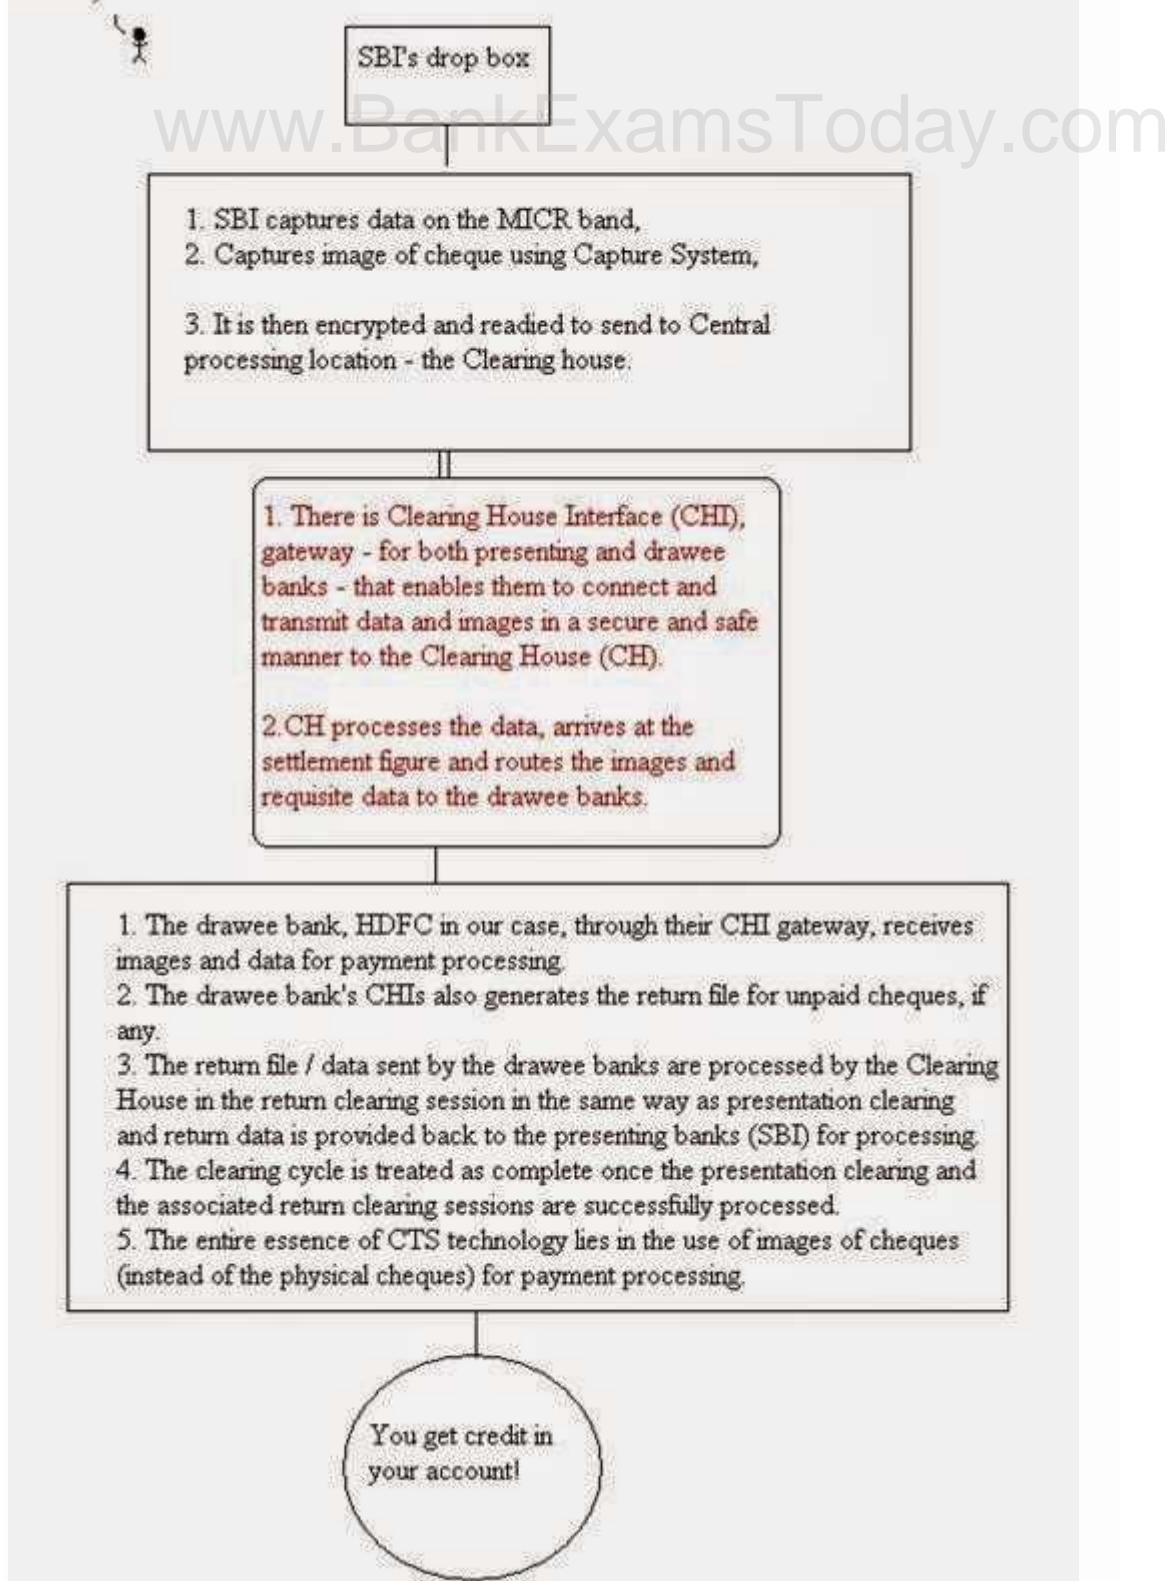 SBI's drop box
www.BankExamsToday.com
1. SBI captures data on the MICR band,
2. Captures image of cheque using Capture System,
3. It is then encrypted and readied to send to Central
processing location - the Clearing house.
1. There is Clearing House Interface (CHI),
gateway - for both presenting and drawee
banks - that enables them to connect and
transmit data and images in a secure and safe
manner to the Clearing House (CH).
2.CH processes the data, arrives at the
settlement figure and routes the images and
requisite data to the drawee banks.
1. The drawee bank, HDFC in our case, through their CHI gateway, receives
images and data for payment processing.
2. The drawee bank's CHIs also generates the return file for unpaid cheques, if
any.
3. The return file / data sent by the drawee banks are processed by the Clearing
House in the return clearing session in the same way as presentation clearing
and return data is provided back to the presenting banks (SBI) for processing.
4. The clearing cycle is treated as complete once the presentation clearing and
the associated return clearing sessions are successfully processed.
5. The entire essence of CTS technology lies in the use of images of cheques
(instead of the physical cheques) for payment processing.
You get credit in
your account!